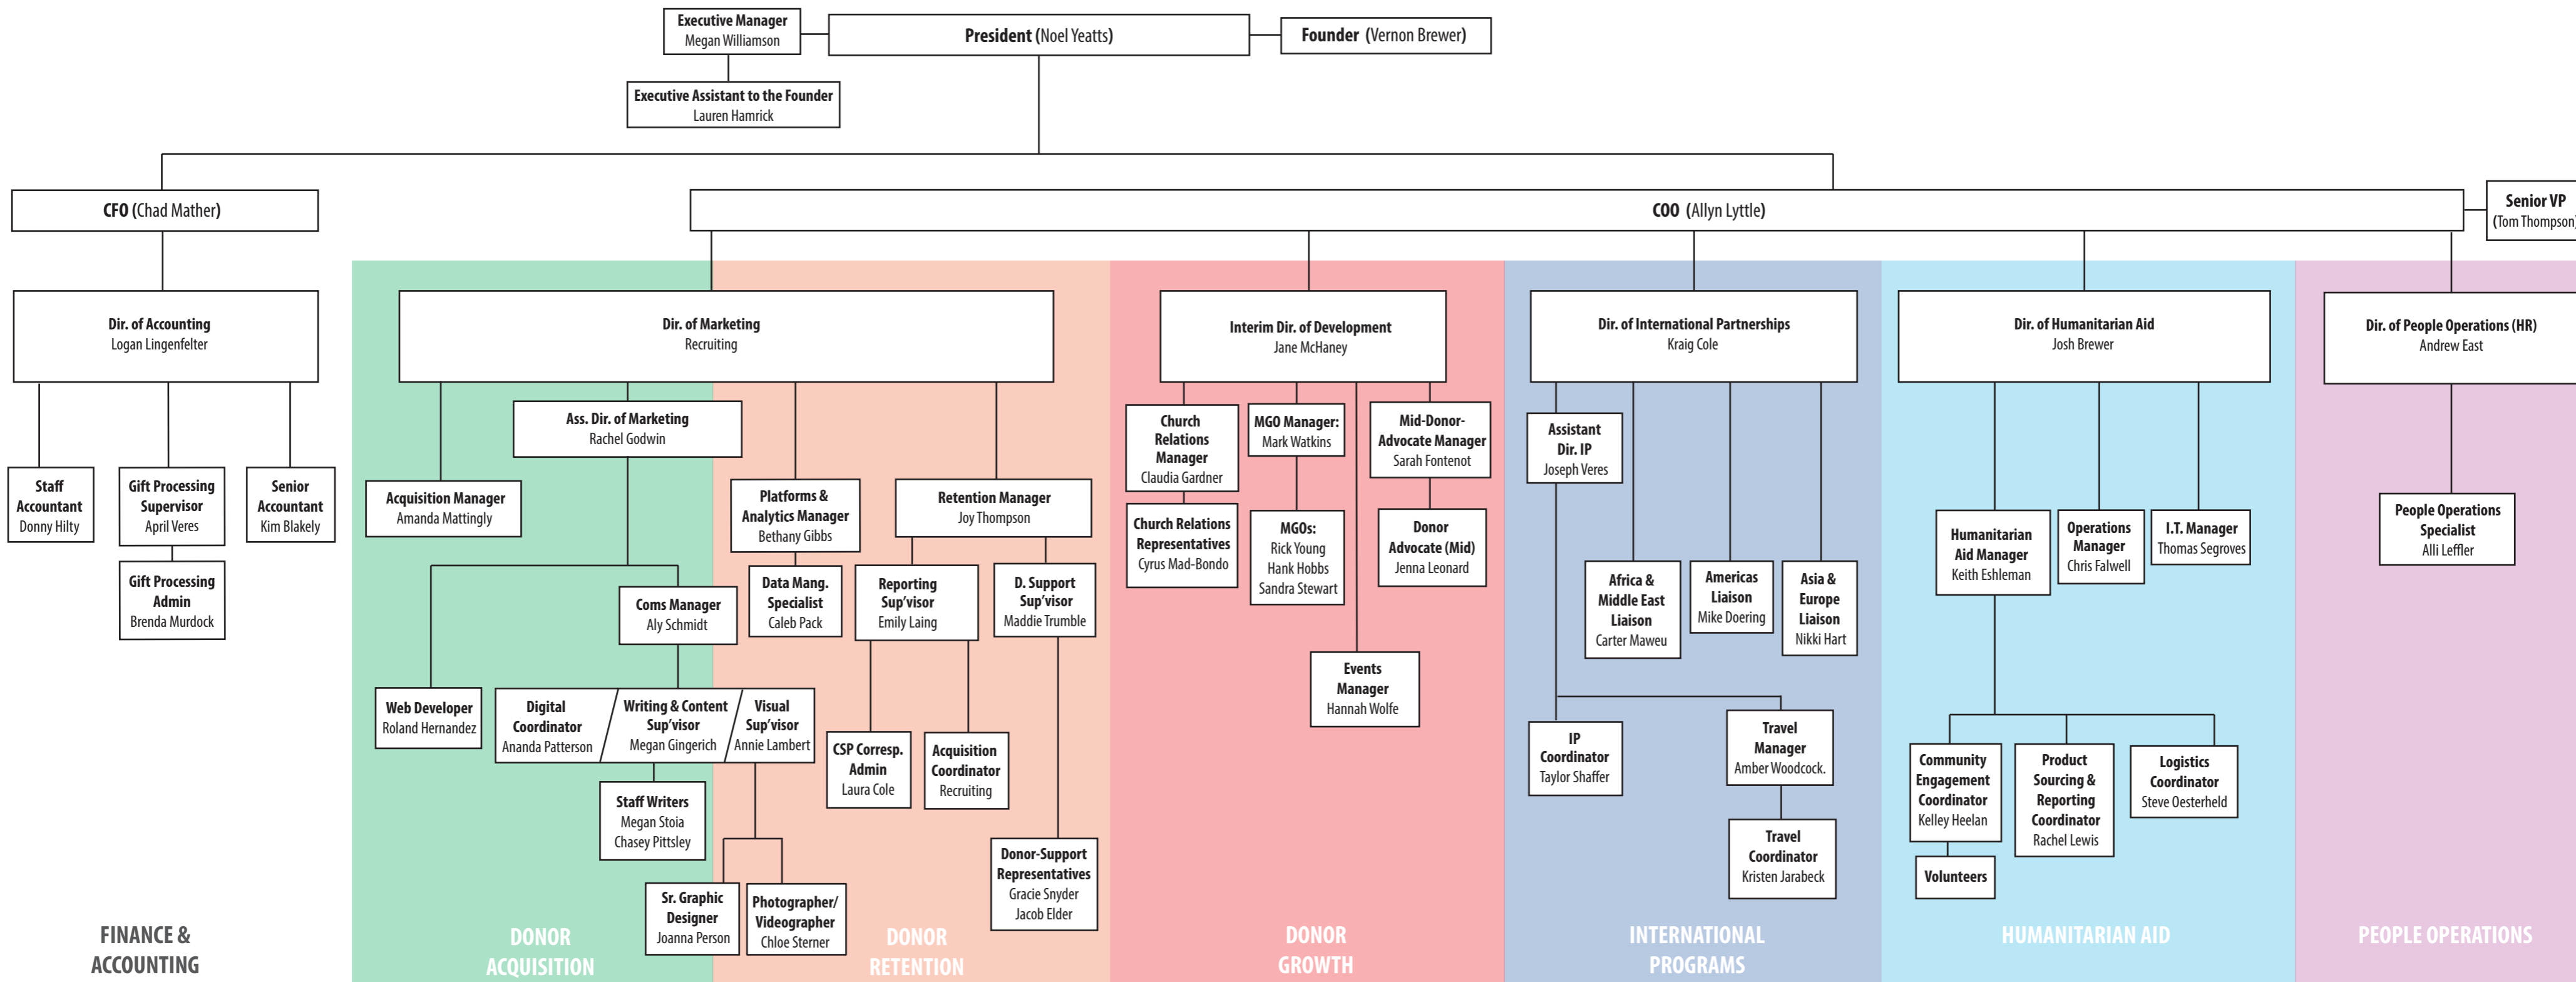 Executive Manager
Megan Williamson
President (Noel Yeatts)
Founder (Vernon Brewer)
Executive Assistant to the Founder
Lauren Hamrick
CFO (Chad Mather)
COO (Allyn Lyttle)
Senior VP
(Tom Thompson)
Dir. of Accounting
Logan Lingenfelter
Dir. of Marketing
Recruiting
Interim Dir. of Development
Jane McHaney
Dir. of International Partnerships
Kraig Cole
Dir. of Humanitarian Aid
Josh Brewer
Dir. of People Operations (HR)
Andrew East
Staff
Accountant
Donny Hilty
Gift Processing
Supervisor
April Veres
Senior
Accountant
Kim Blakely
Gift Processing
Admin
Brenda Murdock
Ass. Dir. of Marketing
Rachel Godwin
Acquisition Manager
Amanda Mattingly
Platforms &
Analytics Manager
Bethany Gibbs
Retention Manager
Joy Thompson
Coms Manager
Aly Schmidt
Data Mang.
Specialist
Caleb Pack
Reporting
Sup'visor
Emily Laing
D. Support
Sup'visor
Maddie Trumble
Web Developer
Roland Hernandez
Digital
Coordinator
Ananda Patterson
Writing & Content
Sup'visor
Megan Gingerich
Visual
Sup'visor
Annie Lambert
CSP Corresp.
Admin
Laura Cole
Acquisition
Coordinator
Recruiting
Staff Writers
Megan Stoia
Chasey Pittsley
Sr. Graphic
Designer
Joanna Person
Photographer/
Videographer
Chloe Sterner
Donor-Support
Representatives
Gracie Snyder
Jacob Elder
Church
Relations
Manager
Claudia Gardner
MGO Manager:
Mark Watkins
Mid-Donor-
Advocate Manager
Sarah Fontenot
Church Relations
Representatives
Cyrus Mad-Bondo
MGOs:
Rick Young
Hank Hobbs
Sandra Stewart
Donor
Advocate (Mid)
Jenna Leonard
Events
Manager
Hannah Wolfe
Assistant
Dir. IP
Joseph Veres
Africa &
Middle East
Liaison
Carter Maweu
Americas
Liaison
Mike Doering
Asia &
Europe
Liaison
Nikki Hart
IP
Coordinator
Taylor Shaffer
Travel
Manager
Amber Woodcock.
Travel
Coordinator
Kristen Jarabeck
Humanitarian
Aid Manager
Keith Eshleman
Operations
Manager
Chris Falwell
I.T. Manager
Thomas Segroves
Community
Engagement
Coordinator
Kelley Heelan
Product
Sourcing &
Reporting
Coordinator
Rachel Lewis
Logistics
Coordinator
Steve Oesterheld
Volunteers
People Operations
Specialist
Alli Leffler
FINANCE &
ACCOUNTING
DONOR
ACQUISITION
DONOR
RETENTION
DONOR
GROWTH
INTERNATIONAL
PROGRAMS
HUMANITARIAN AID
PEOPLE OPERATIONS